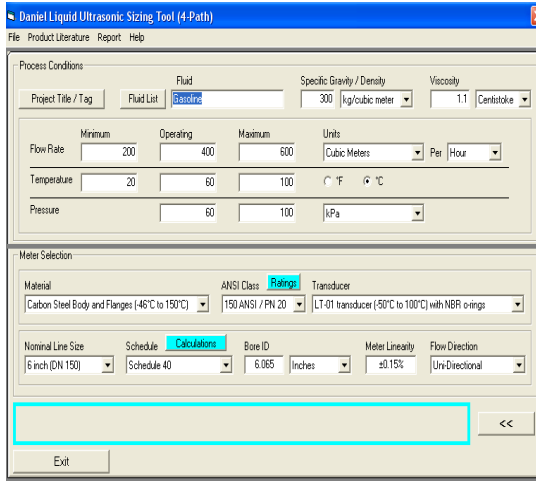 Daniel Liquid Ultrasonic Sizing Tool (4-Path)
File Product Literature Report Help
Process Conditions
Fluid Specific Gravity / Density Viscosity
Project Title / Tag Fluid List Gasoline 300 kg/cubic meter 1.1 Centistoke
Minimum Operating Maximum Units
Flow Rate 200 400 600 Cubic Meters Per Hour
Temperature 20 60 100 °F °C
Pressure 60 100 kPa
Meter Selection
Material ANSI Class Ratings Transducer
Carbon Steel Body and Flanges (-46°C to 150°C) 150 ANSI / PN 20 LT-01 transducer (-50°C to 100°C) with NBR o-rings
Nominal Line Size Schedule Calculations Bore ID Meter Linearity Flow Direction
6 inch (DN 150) Schedule 40 6.065 Inches ±0.15% Uni-Directional
<<
Exit